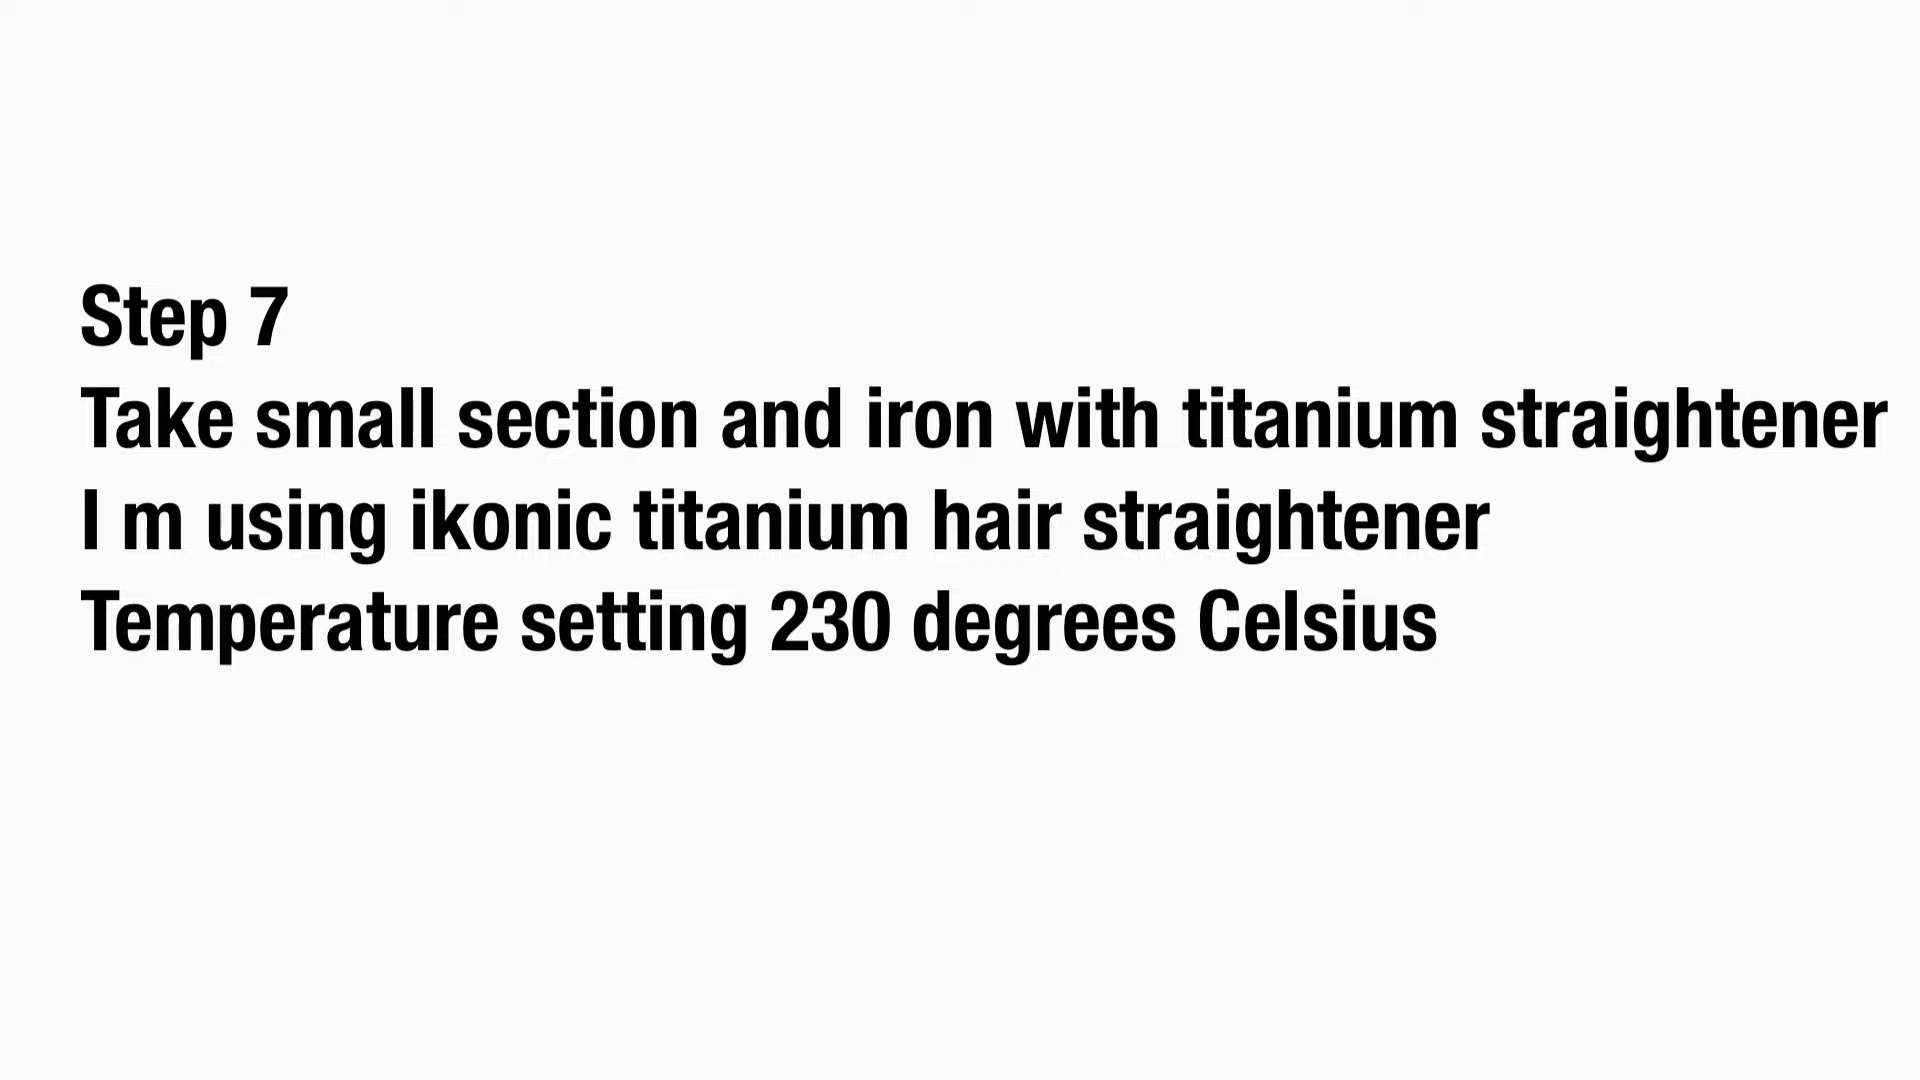 Step 7
Take small section and iron with titanium straightener
I m using ikonic titanium hair straightener
Temperature setting 230 degrees Celsius